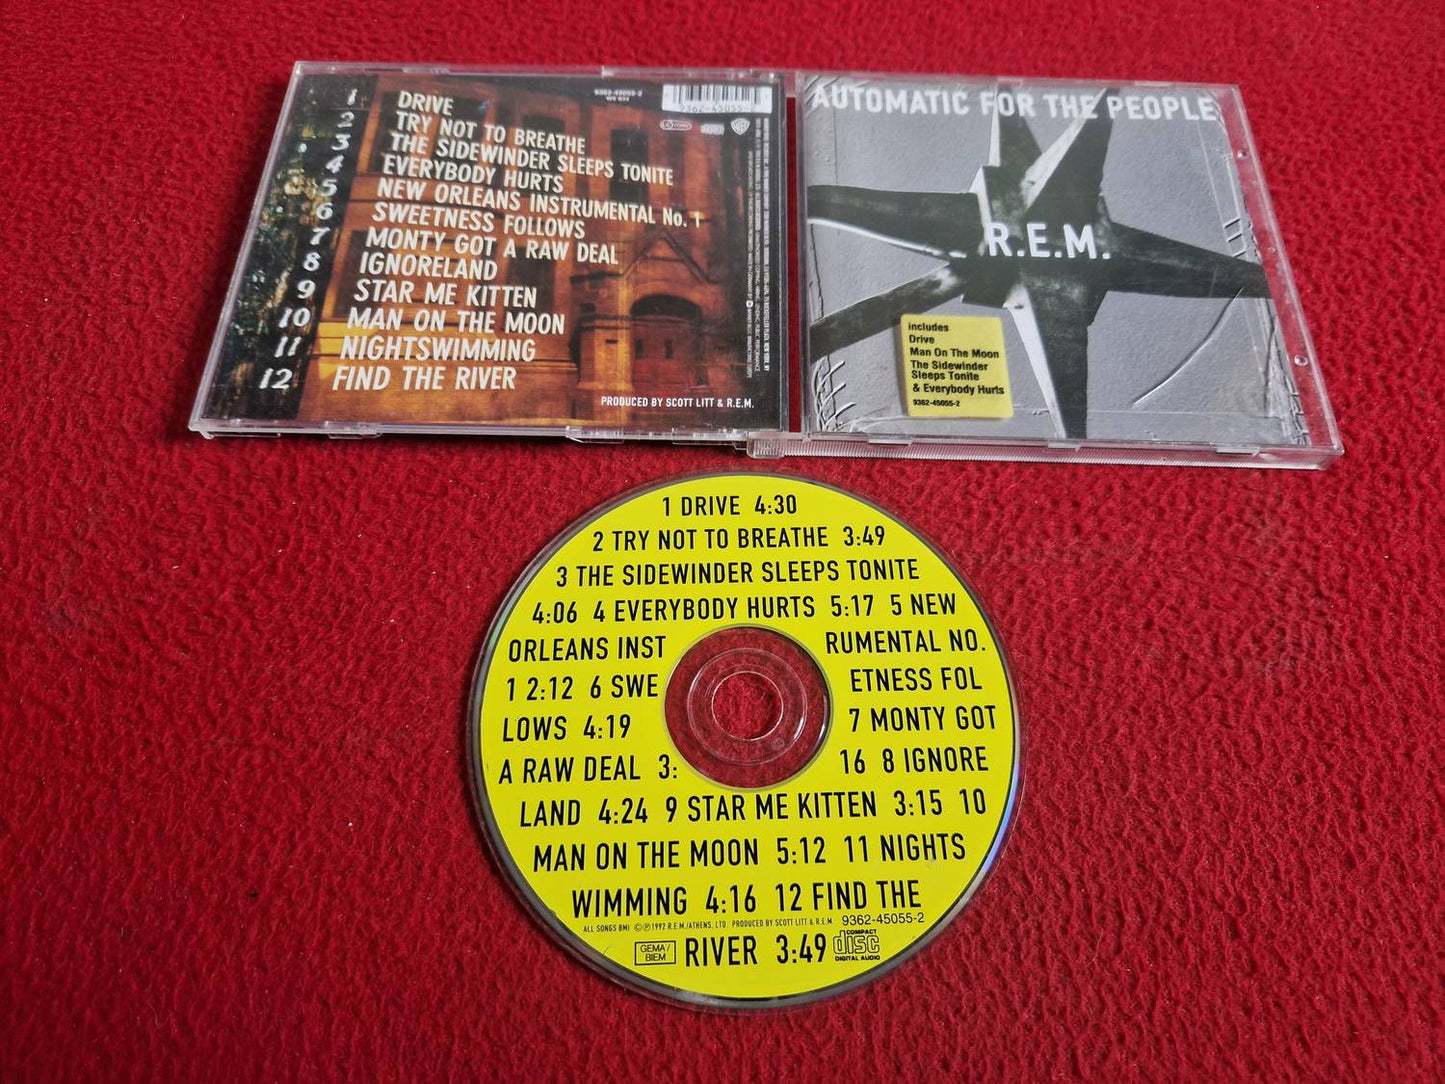 9362-45055-2
WE 833
9362-45055-2
1 DRIVE
2 TRY NOT TO BREATHE
3 THE SIDEWINDER SLEEPS TONITE
4 EVERYBODY HURTS
5 NEW ORLEANS INSTRUMENTAL No. 1
6 SWEETNESS FOLLOWS
7 MONTY GOT A RAW DEAL
8 IGNORELAND
9 STAR ME KITTEN
10 MAN ON THE MOON
11 NIGHTSWIMMING
12 FIND THE RIVER
PRODUCED BY SCOTT LITT & R.E.M.
AUTOMATIC FOR THE PEOPLE
R.E.M.
includes
Drive
Man On The Moon
The Sidewinder
Sleeps Tonite
& Everybody Hurts
9362-45055-2
1 DRIVE 4:30
2 TRY NOT TO BREATHE 3:49
3 THE SIDEWINDER SLEEPS TONITE
4:06 4 EVERYBODY HURTS 5:17 5 NEW
ORLEANS INST RUMENTAL NO.
1 2:12 6 SWE ETNESS FOL
LOWS 4:19 7 MONTY GOT
A RAW DEAL 3: 16 8 IGNORE
LAND 4:24 9 STAR ME KITTEN 3:15 10
MAN ON THE MOON 5:12 11 NIGHTS
WIMMING 4:16 12 FIND THE
ALL SONGS BMI ©℗1992 R.E.M./ATHENS, LTD PRODUCED BY SCOTT LITT & R.E.M. 9362-45055-2
GEMA/
BIEM
RIVER 3:49
COMPACT
disc
DIGITAL AUDIO